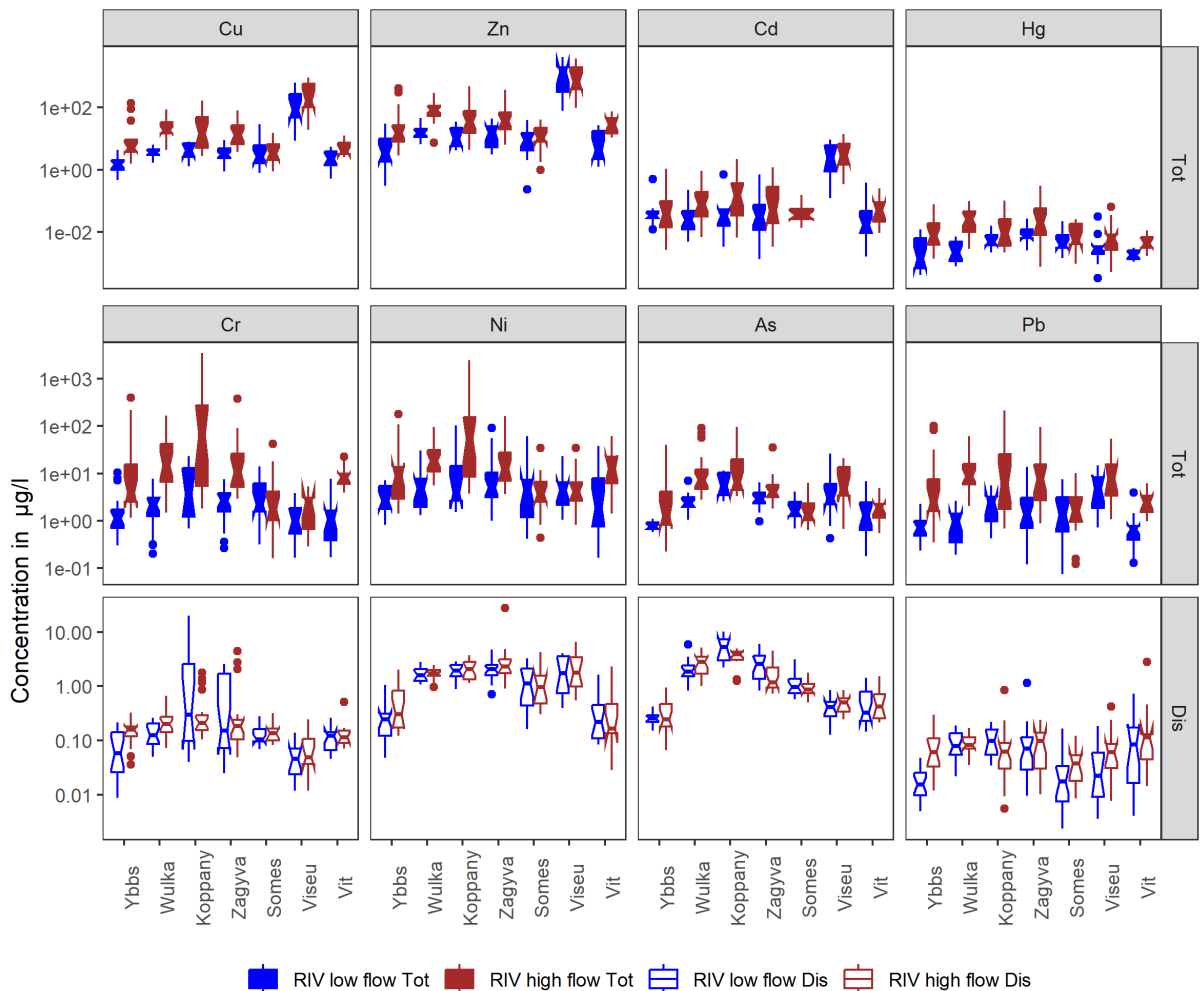 Cu Zn Cd Hg
1e+02
1e+00
1e-02
Tot
Cr Ni As Pb
1e+03
1e+02
1e+01
1e+00
1e-01
Tot
Concentration in µg/l
10.00
1.00
0.10
0.01
Dis
Ybbs Wulka Koppany Zagyva Somes Viseu Vit Ybbs Wulka Koppany Zagyva Somes Viseu Vit Ybbs Wulka Koppany Zagyva Somes Viseu Vit Ybbs Wulka Koppany Zagyva Somes Viseu Vit
RIV low flow Tot RIV high flow Tot RIV low flow Dis RIV high flow Dis